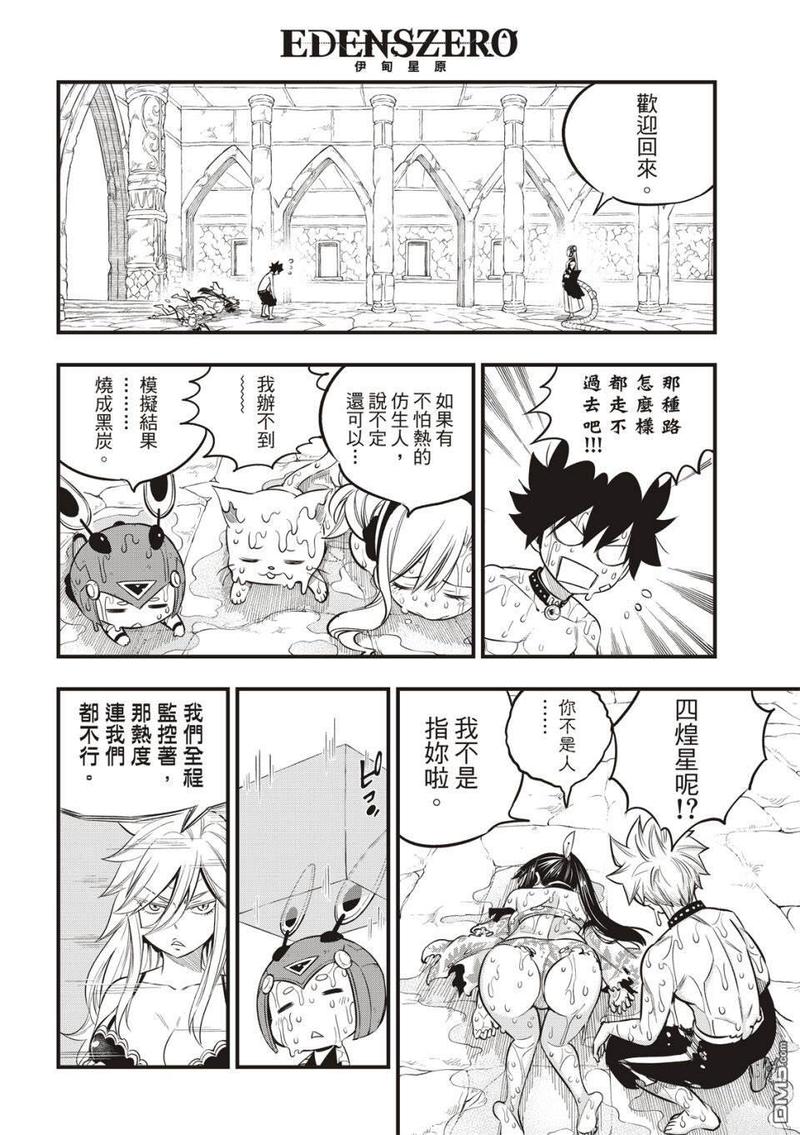 EDENSZERO
伊甸星原
歡迎回來。
那種路
怎麼樣
都走不
過去吧!!!
如果有
不怕熱的
仿生人，
說不定
還可以…
我辦不到
～～～
模擬結果
………
燒成黑炭。
四煌星呢!?
你不是人
……
我不是
指妳啦。
ピピッ
我們全程
監控著，
那熱度
連我們
都不行。
DM5.com